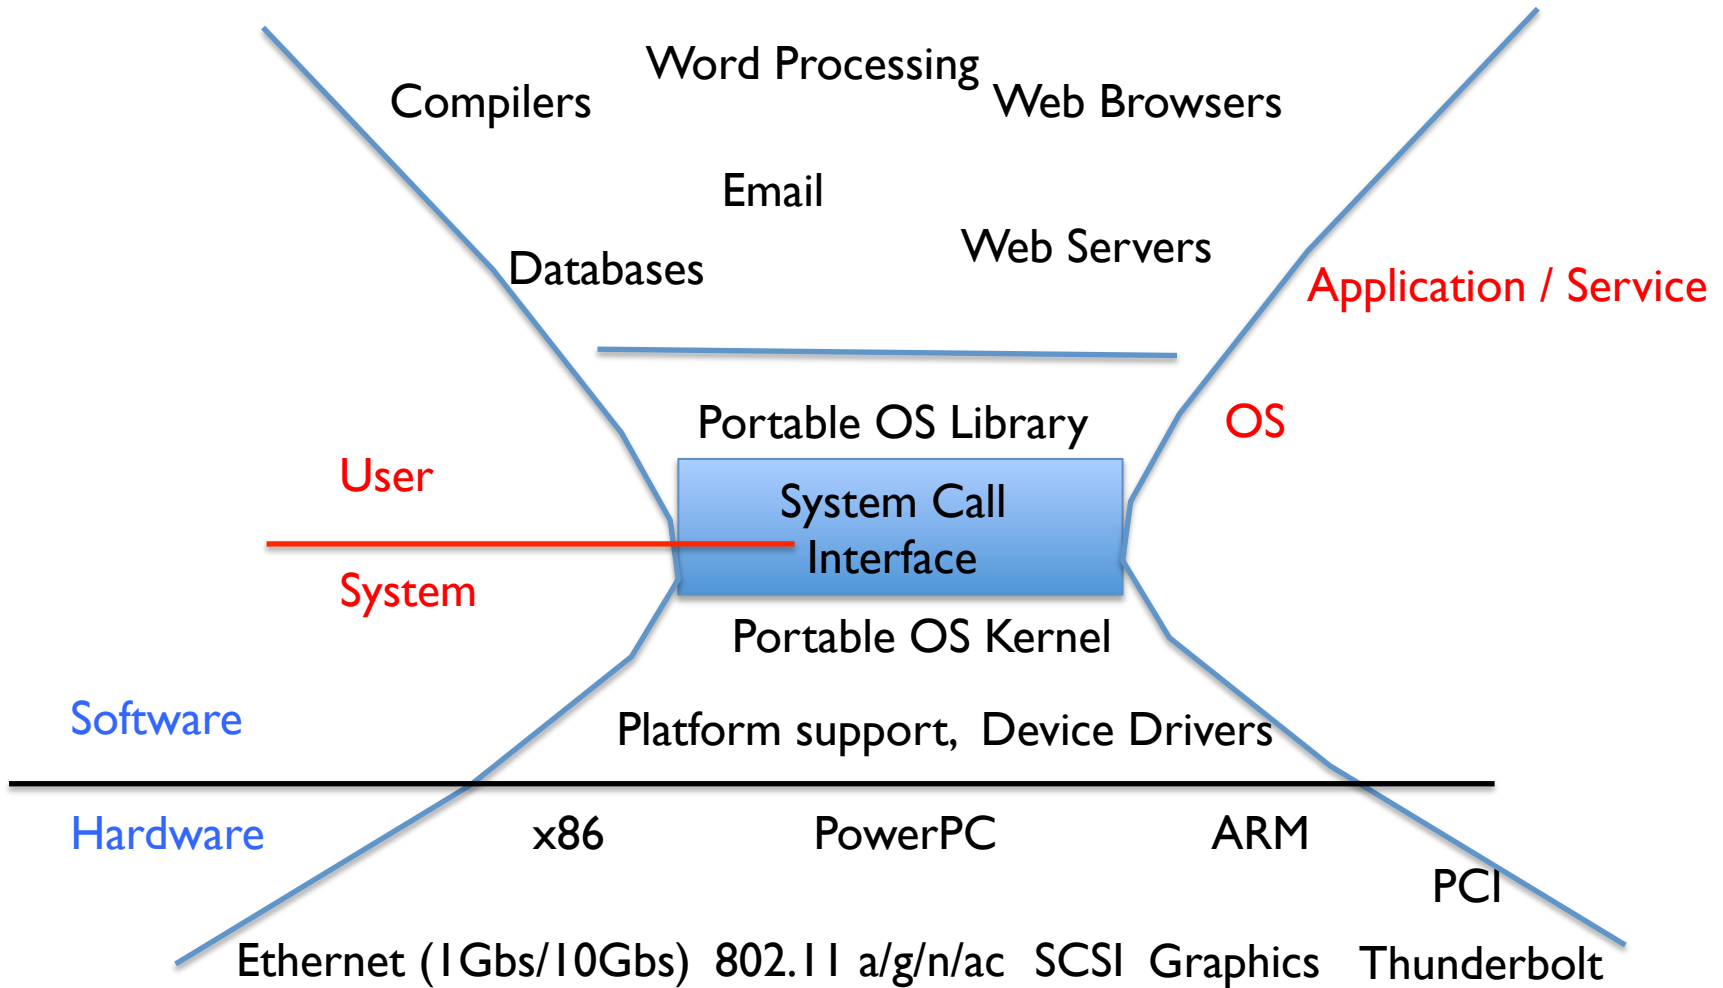 Word Processing
Compilers
Web Browsers
Email
Web Servers
Databases
Application / Service
Portable OS Library
OS
User
System Call
Interface
System
Portable OS Kernel
Software
Platform support, Device Drivers
Hardware
x86
PowerPC
ARM
PCI
Ethernet (1Gbs/10Gbs) 802.11 a/g/n/ac SCSI Graphics Thunderbolt